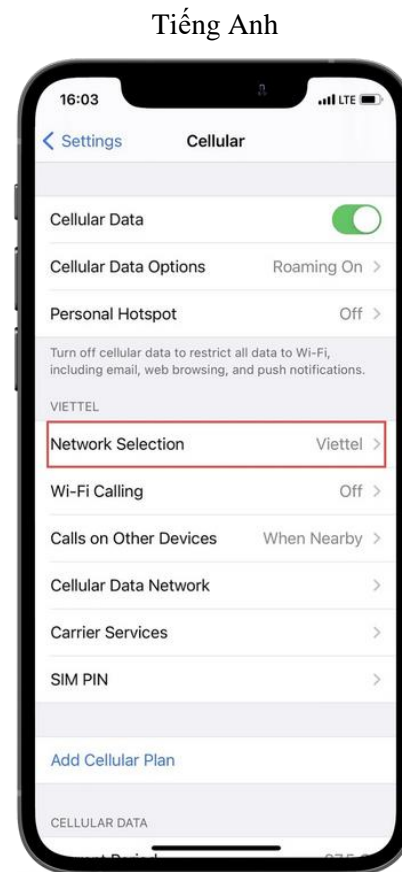 Tiếng Anh
16:03
LTE
Settings
Cellular
Cellular Data
Cellular Data Options Roaming On
Personal Hotspot Off
Turn off cellular data to restrict all data to Wi-Fi,
including email, web browsing, and push notifications.
VIETTEL
Network Selection Viettel
Wi-Fi Calling Off
Calls on Other Devices When Nearby
Cellular Data Network
Carrier Services
SIM PIN
Add Cellular Plan
CELLULAR DATA